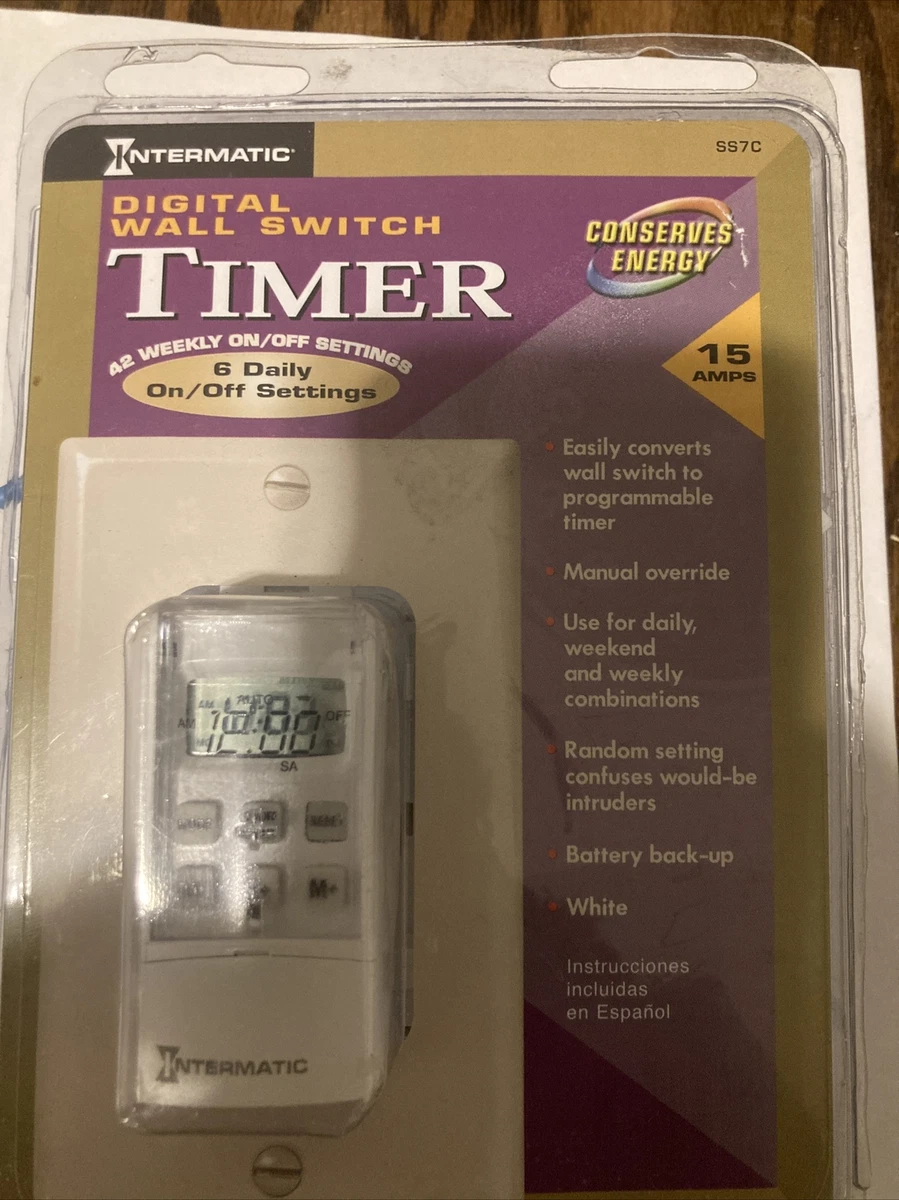 INTERMATIC
SS7C
DIGITAL
WALL SWITCH
TIMER
CONSERVES
ENERGY
42 WEEKLY ON/OFF SETTINGS
6 Daily
On/Off Settings
15
AMPS
• Easily converts
wall switch to
programmable
timer
• Manual override
• Use for daily,
weekend
and weekly
combinations
• Random setting
confuses would-be
intruders
• Battery back-up
• White
Instrucciones
incluidas
en Español
AM
AUTO
AM
OFF
SA
M+
INTERMATIC